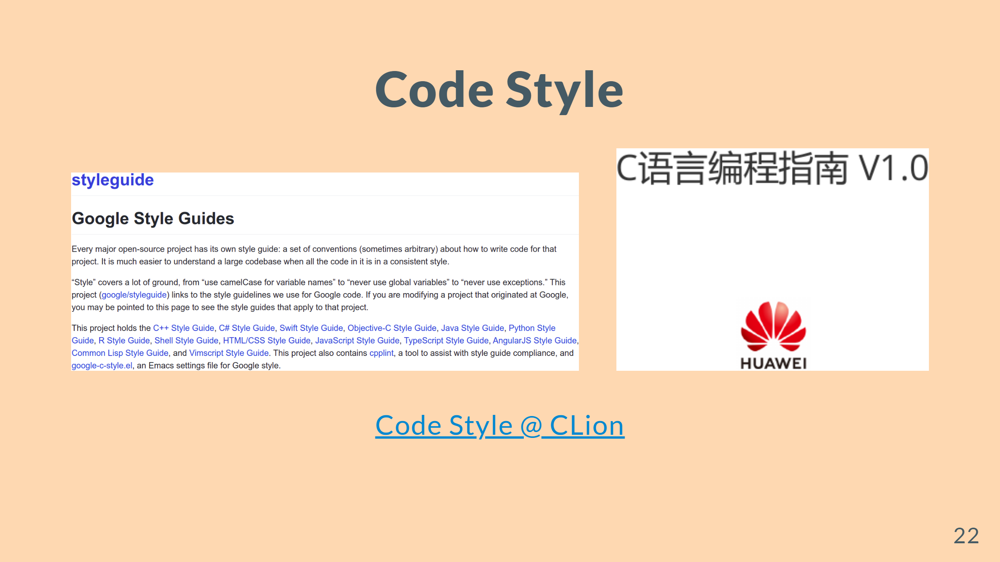 Code Style
styleguide
Google Style Guides
Every major open-source project has its own style guide: a set of conventions (sometimes arbitrary) about how to write code for that
project. It is much easier to understand a large codebase when all the code in it is in a consistent style.
“Style” covers a lot of ground, from “use camelCase for variable names” to “never use global variables” to “never use exceptions.” This
project (google/styleguide) links to the style guidelines we use for Google code. If you are modifying a project that originated at Google,
you may be pointed to this page to see the style guides that apply to that project.
This project holds the C++ Style Guide, C# Style Guide, Swift Style Guide, Objective-C Style Guide, Java Style Guide, Python Style
Guide, R Style Guide, Shell Style Guide, HTML/CSS Style Guide, JavaScript Style Guide, TypeScript Style Guide, AngularJS Style Guide,
Common Lisp Style Guide, and Vimscript Style Guide. This project also contains cpplint, a tool to assist with style guide compliance, and
google-c-style.el, an Emacs settings file for Google style.
C语言编程指南 V1.0
HUAWEI
Code Style @ CLion
22